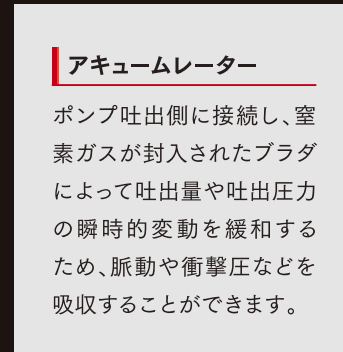 アキュームレーター
ポンプ吐出側に接続し、窒
素ガスが封入されたブラダ
によって吐出量や吐出圧力
の瞬時的変動を緩和する
ため、脈動や衝撃圧などを
吸収することができます。